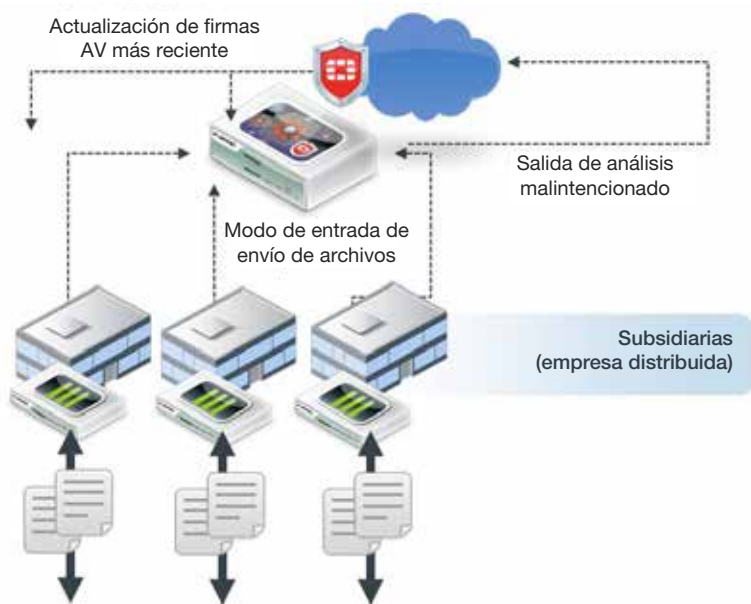 Actualización de firmas
AV más reciente
Salida de análisis
malintencionado
Modo de entrada de
envío de archivos
Subsidiarias
(empresa distribuida)